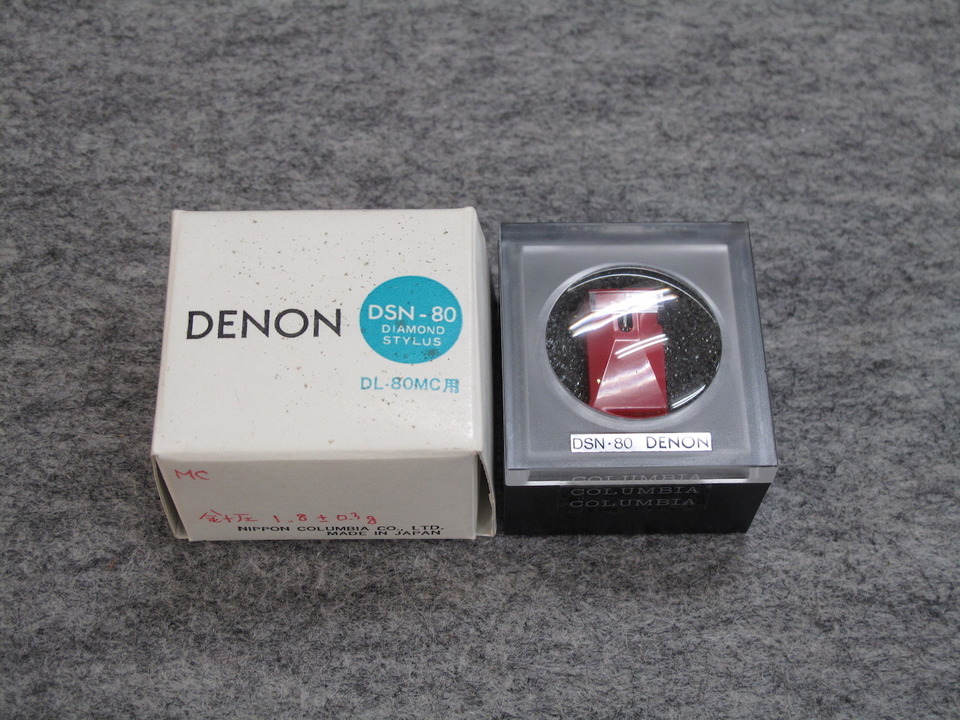 DENON
DSN-80
DIAMOND
STYLUS
DL-80MC用
MC
針圧 1.8±0.3g
NIPPON COLUMBIA CO., LTD.
MADE IN JAPAN
DSN·80 DENON
COLUMBIA
COLUMBIA
COLUMBIA